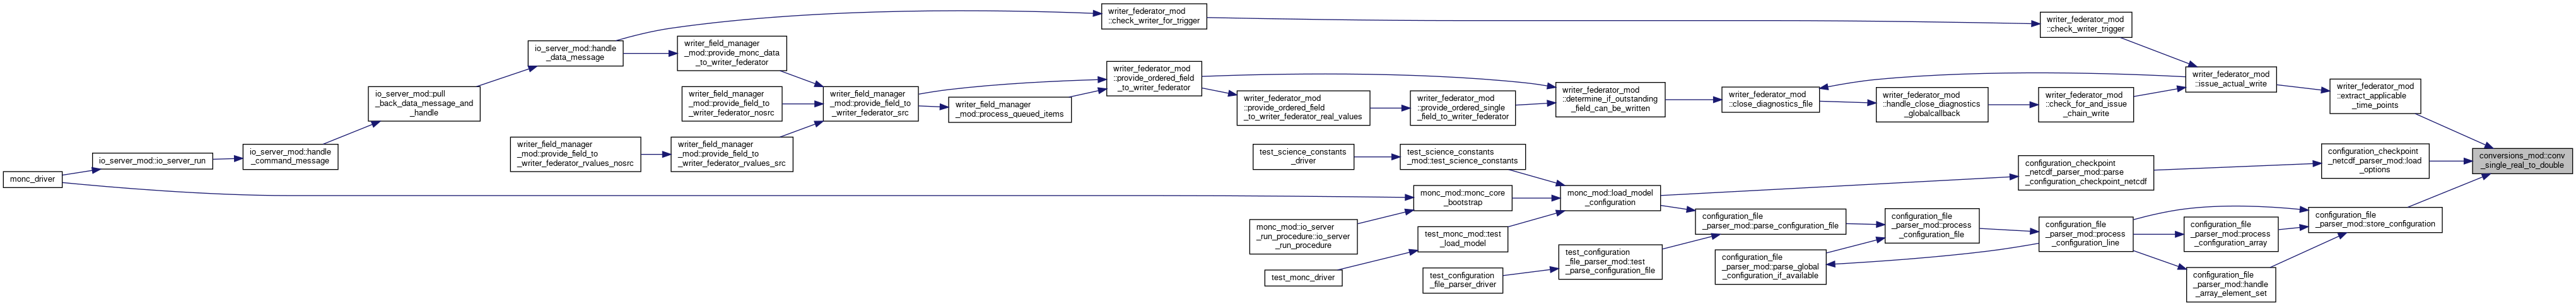 monc_driver
io_server_mod::io_server_run
io_server_mod::handle
_command_message
io_server_mod::pull
_back_data_message_and
_handle
io_server_mod::handle
_data_message
writer_field_manager
_mod::provide_monc_data
_to_writer_federator
writer_field_manager
_mod::provide_field_to
_writer_federator_nosrc
writer_field_manager
_mod::provide_field_to
_writer_federator_rvalues_nosrc
writer_field_manager
_mod::provide_field_to
_writer_federator_rvalues_src
writer_field_manager
_mod::provide_field_to
_writer_federator_src
writer_field_manager
_mod::process_queued_items
writer_federator_mod
::check_writer_for_trigger
writer_federator_mod
::provide_ordered_field
_to_writer_federator
writer_federator_mod
::provide_ordered_field
_to_writer_federator_real_values
writer_federator_mod
::provide_ordered_single
_field_to_writer_federator
writer_federator_mod
::determine_if_outstanding
_field_can_be_written
writer_federator_mod
::close_diagnostics_file
writer_federator_mod
::handle_close_diagnostics
_globalcallback
writer_federator_mod
::check_for_and_issue
_chain_write
writer_federator_mod
::check_writer_trigger
writer_federator_mod
::issue_actual_write
writer_federator_mod
::extract_applicable
_time_points
conversions_mod::conv
_single_real_to_double
test_science_constants
_driver
test_science_constants
_mod::test_science_constants
monc_mod::monc_core
_bootstrap
monc_mod::io_server
_run_procedure::io_server
_run_procedure
test_monc_mod::test
_load_model
test_monc_driver
monc_mod::load_model
_configuration
configuration_checkpoint
_netcdf_parser_mod::parse
_configuration_checkpoint_netcdf
configuration_checkpoint
_netcdf_parser_mod::load
_options
configuration_file
_parser_mod::parse_configuration_file
test_configuration
_file_parser_mod::test
_parse_configuration_file
test_configuration
_file_parser_driver
configuration_file
_parser_mod::process
_configuration_file
configuration_file
_parser_mod::parse_global
_configuration_if_available
configuration_file
_parser_mod::process
_configuration_line
configuration_file
_parser_mod::process
_configuration_array
configuration_file
_parser_mod::handle
_array_element_set
configuration_file
_parser_mod::store_configuration